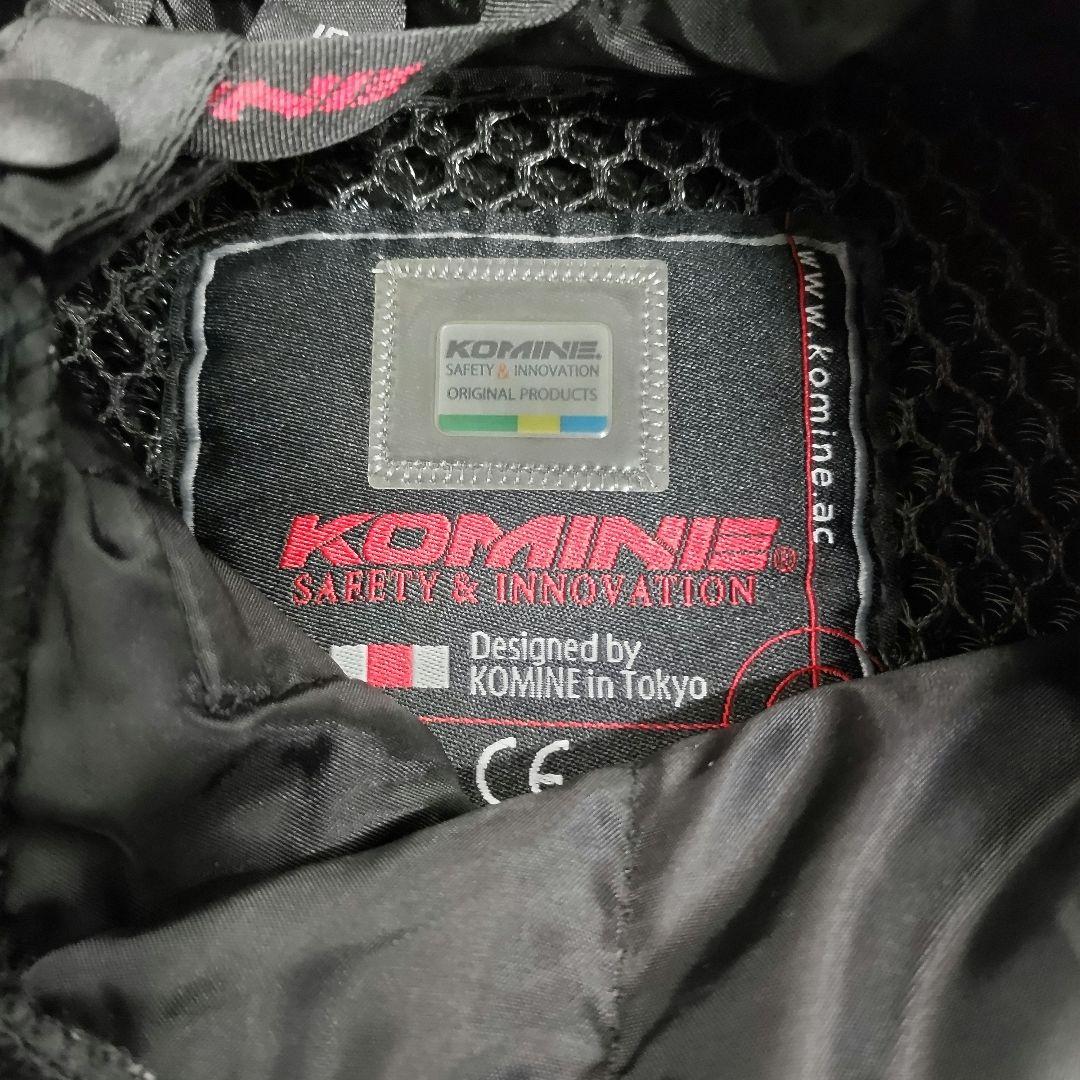 KOMINE
SAFETY & INNOVATION
ORIGINAL PRODUCTS
www.komine.ac
KOMINE®
SAFETY & INNOVATION
Designed by
KOMINE in Tokyo
CE